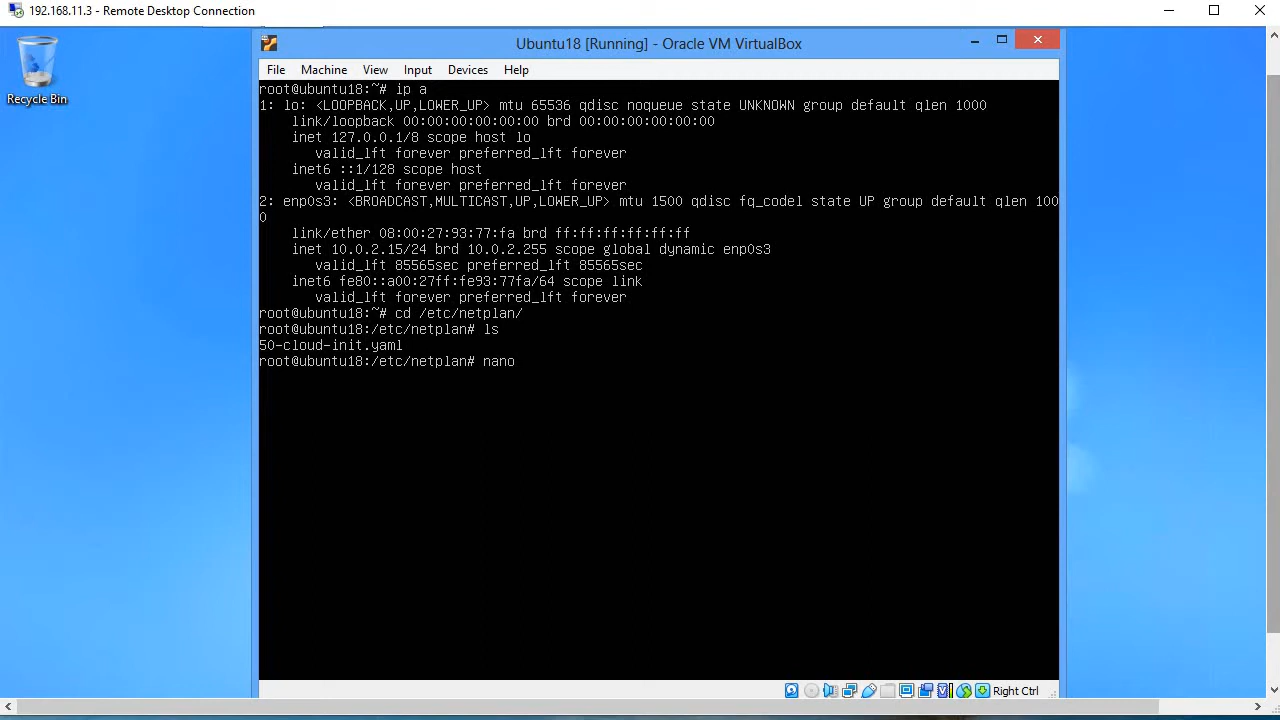 192.168.11.3 - Remote Desktop Connection
Recycle Bin
Ubuntu18 [Running] - Oracle VM VirtualBox
File Machine View Input Devices Help
root@ubuntu18:~# ip a
1: lo: <LOOPBACK,UP,LOWER_UP> mtu 65536 qdisc noqueue state UNKNOWN group default qlen 1000
link/loopback 00:00:00:00:00:00 brd 00:00:00:00:00:00
inet 127.0.0.1/8 scope host lo
valid_lft forever preferred_lft forever
inet6 ::1/128 scope host
valid_lft forever preferred_lft forever
2: enp0s3: <BROADCAST,MULTICAST,UP,LOWER_UP> mtu 1500 qdisc fq_codel state UP group default qlen 100
0
link/ether 08:00:27:93:77:fa brd ff:ff:ff:ff:ff:ff
inet 10.0.2.15/24 brd 10.0.2.255 scope global dynamic enp0s3
valid_lft 85565sec preferred_lft 85565sec
inet6 fe80::a00:27ff:fe93:77fa/64 scope link
valid_lft forever preferred_lft forever
root@ubuntu18:~# cd /etc/netplan/
root@ubuntu18:/etc/netplan# ls
50-cloud-init.yaml
root@ubuntu18:/etc/netplan# nano
Right Ctrl